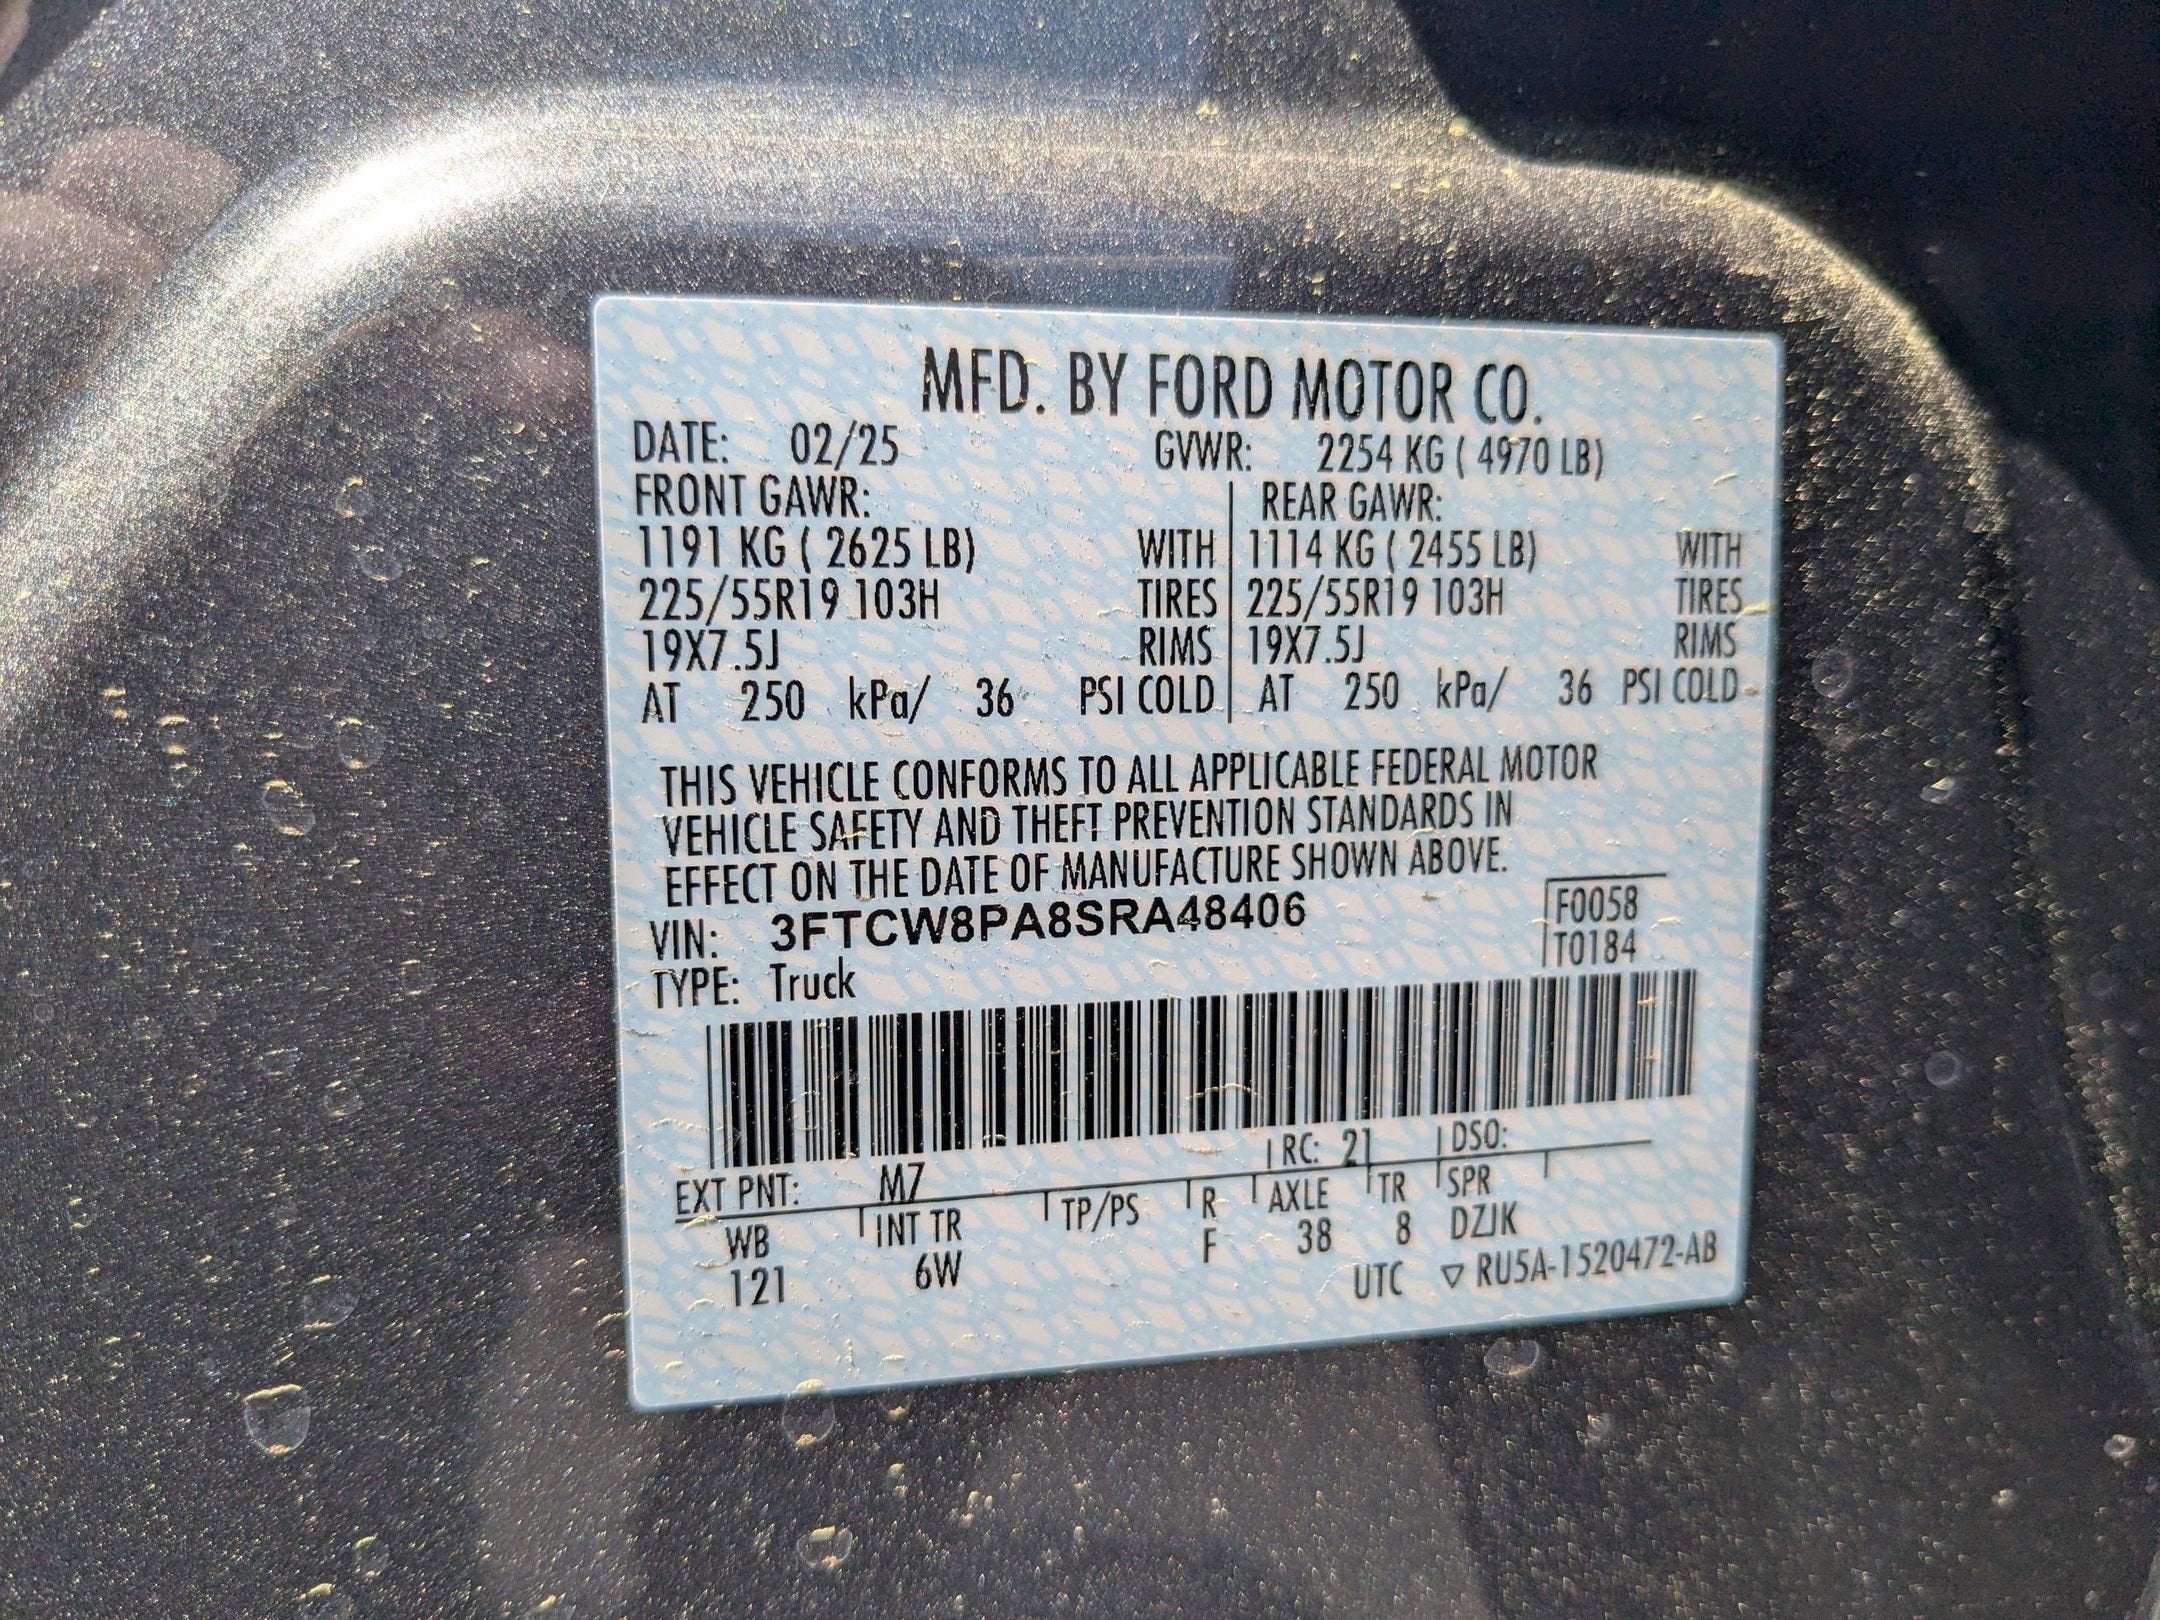 MFD. BY FORD MOTOR CO.
DATE: 02/25 GVWR: 2254 KG ( 4970 LB)
FRONT GAWR: REAR GAWR:
1191 KG ( 2625 LB) WITH 1114 KG ( 2455 LB) WITH
225/55R19 103H TIRES 225/55R19 103H TIRES
19X7.5J RIMS 19X7.5J RIMS
AT 250 kPa/ 36 PSI COLD AT 250 kPa/ 36 PSI COLD
THIS VEHICLE CONFORMS TO ALL APPLICABLE FEDERAL MOTOR
VEHICLE SAFETY AND THEFT PREVENTION STANDARDS IN
EFFECT ON THE DATE OF MANUFACTURE SHOWN ABOVE.
VIN: 3FTCW8PA8SRA48406 F0058
TYPE: Truck T0184
EXT PNT: M7 RC: 21 DSO:
WB INT TR TP/PS R AXLE TR SPR
121 6W F 38 8 DZJK
UTC ▽ RU5A-1520472-AB